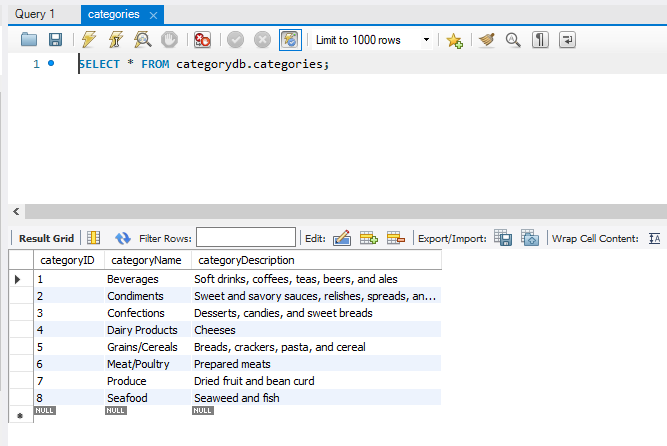 Query 1 categories
Limit to 1000 rows
1 SELECT * FROM categorydb.categories;
Result Grid Filter Rows: Edit: Export/Import: Wrap Cell Content:
categoryID categoryName categoryDescription
1 Beverages Soft drinks, coffees, teas, beers, and ales
2 Condiments Sweet and savory sauces, relishes, spreads, an...
3 Confections Desserts, candies, and sweet breads
4 Dairy Products Cheeses
5 Grains/Cereals Breads, crackers, pasta, and cereal
6 Meat/Poultry Prepared meats
7 Produce Dried fruit and bean curd
8 Seafood Seaweed and fish
NULL NULL NULL